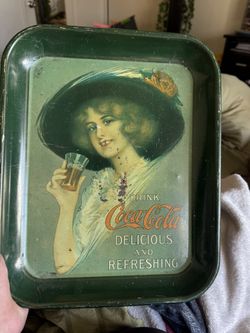 DRINK
Coca-Cola
DELICIOUS
AND
REFRESHING